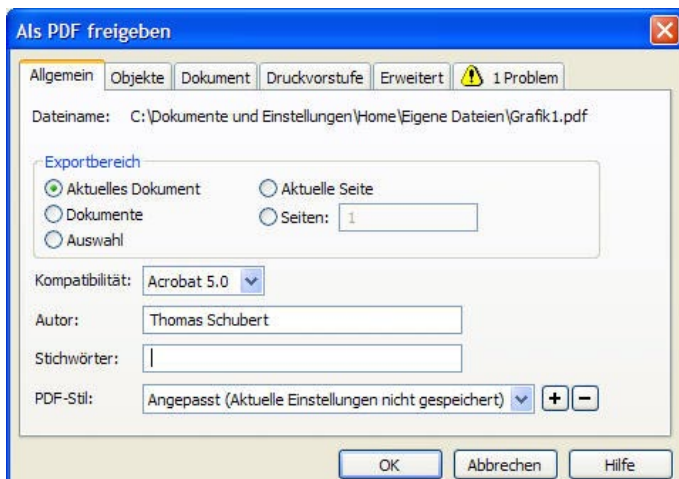 Als PDF freigeben
Allgemein Objekte Dokument Druckvorstufe Erweitert 1 Problem
Dateiname: C:\Dokumente und Einstellungen\Home\Eigene Dateien\Grafik1.pdf
Exportbereich
Aktuelles Dokument Aktuelle Seite
Dokumente Seiten: 1
Auswahl
Kompatibilität: Acrobat 5.0
Autor: Thomas Schubert
Stichwörter:
PDF-Stil: Angepasst (Aktuelle Einstellungen nicht gespeichert)
OK Abbrechen Hilfe